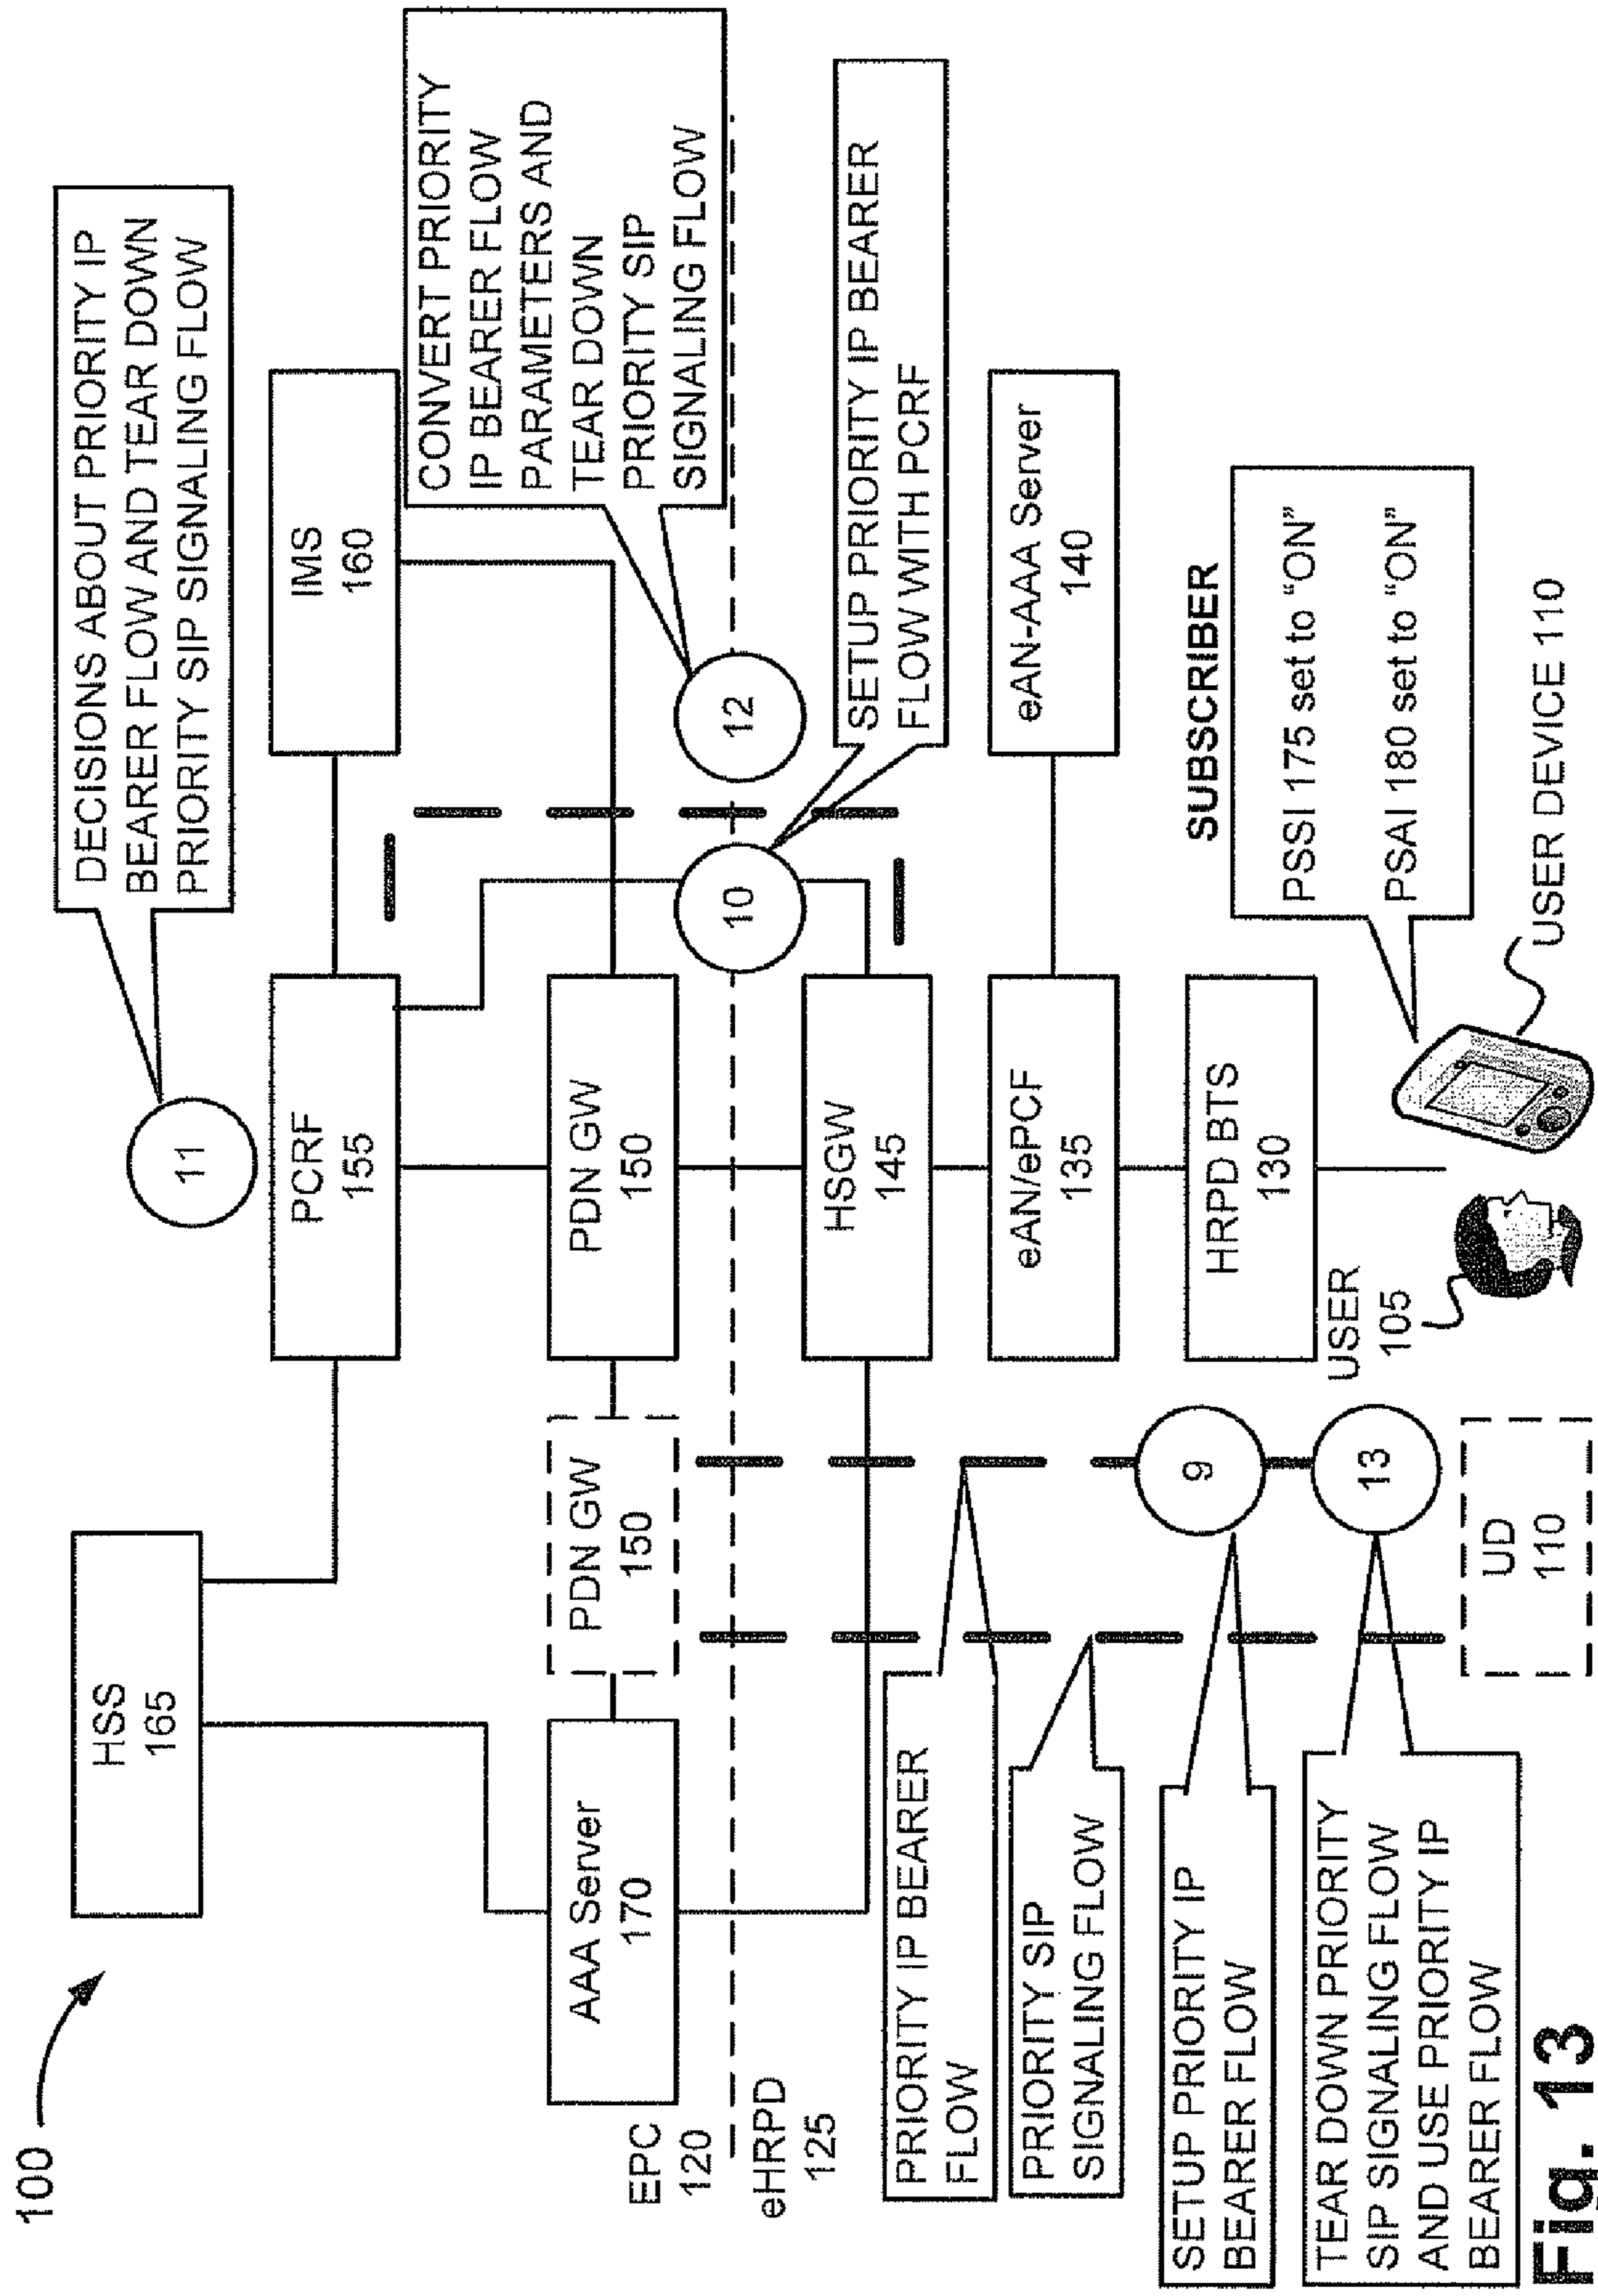 100
HSS
165
DECISIONS ABOUT PRIORITY IP
BEARER FLOW AND TEAR DOWN
PRIORITY SIP SIGNALING FLOW
11
PCRF
155
IMS
160
AAA Server
170
PDN GW
150
PDN GW
150
CONVERT PRIORITY
IP BEARER FLOW
PARAMETERS AND
TEAR DOWN
PRIORITY SIP
SIGNALING FLOW
EPC
120
eHRPD
125
10
12
PRIORITY IP BEARER
FLOW
HSGW
145
SETUP PRIORITY IP BEARER
FLOW WITH PCRF
PRIORITY SIP
SIGNALING FLOW
eAN/ePCF
135
eAN-AAA Server
140
SETUP PRIORITY IP
BEARER FLOW
9
HRPD BTS
130
SUBSCRIBER
PSSI 175 set to “ON”
PSAI 180 set to “ON”
TEAR DOWN PRIORITY
SIP SIGNALING FLOW
AND USE PRIORITY IP
BEARER FLOW
13
USER
105
UD
110
USER DEVICE 110
Fig. 13